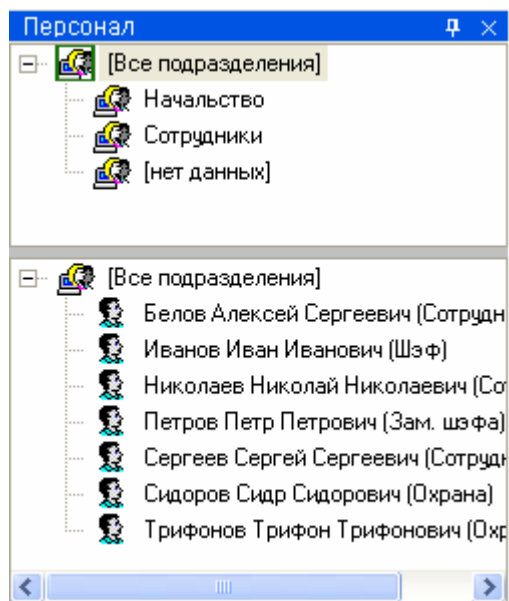 Персонал
[Все подразделения]
Начальство
Сотрудники
[нет данных]
[Все подразделения]
Белов Алексей Сергеевич (Сотрудн
Иванов Иван Иванович (Шэф)
Николаев Николай Николаевич (Со
Петров Петр Петрович (Зам. шэфа)
Сергеев Сергей Сергеевич (Сотрудн
Сидоров Сидр Сидорович (Охрана)
Трифонов Трифон Трифонович (Охр